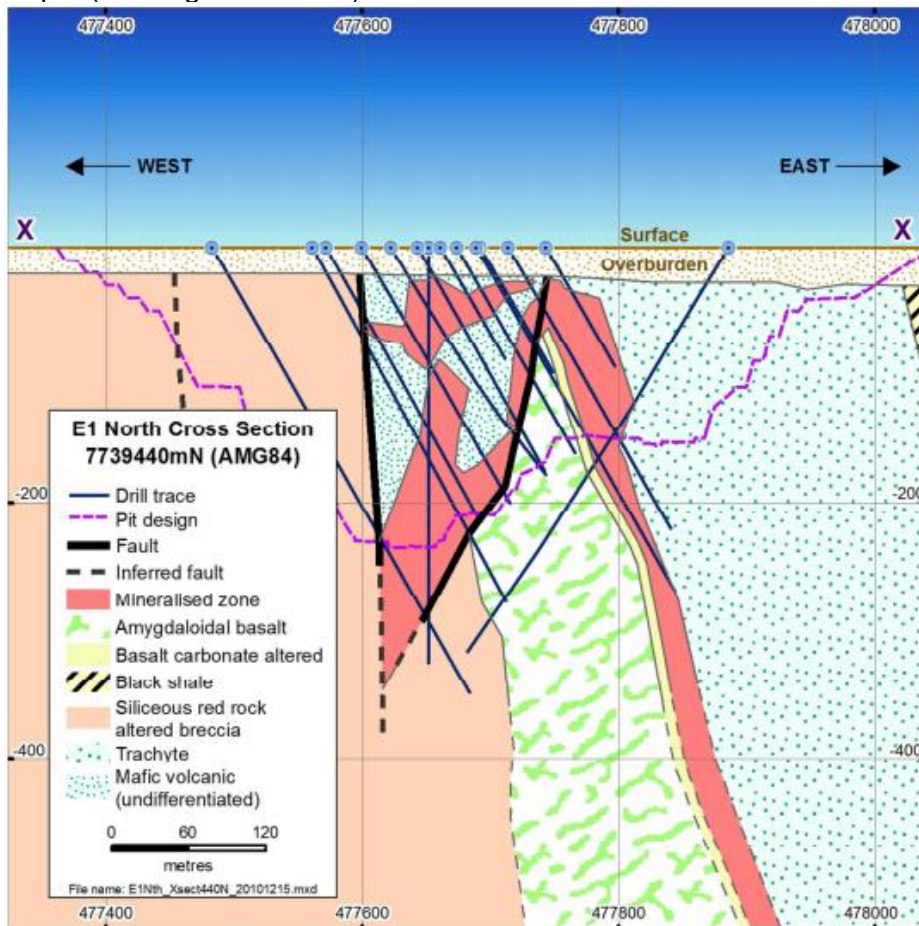 477400 477600 477800 478000
WEST EAST
X X
Surface
Overburden
E1 North Cross Section
7739440mN (AMG84)
Drill trace
Pit design
Fault
Inferred fault
Mineralised zone
Amygdaloidal basalt
Basalt carbonate altered
Black shale
Siliceous red rock
altered breccia
Trachyte
Mafic volcanic
(undifferentiated)
0 60 120
metres
File name: E1Nth_Xsect440N_20101215.mxd
-200 -200
-400 -400
477400 477600 477800 478000